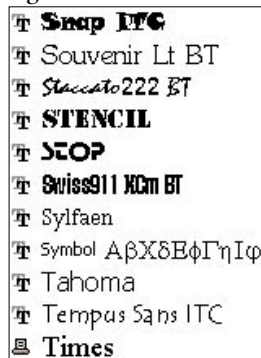 Snap ITC
Souvenir Lt BT
Staccato222 BT
STENCIL
STOP
Swiss911 XCm BT
Sylfaen
Symbol ΑβΧδΕφΓηΙφ
Tahoma
Tempus Sans ITC
Times